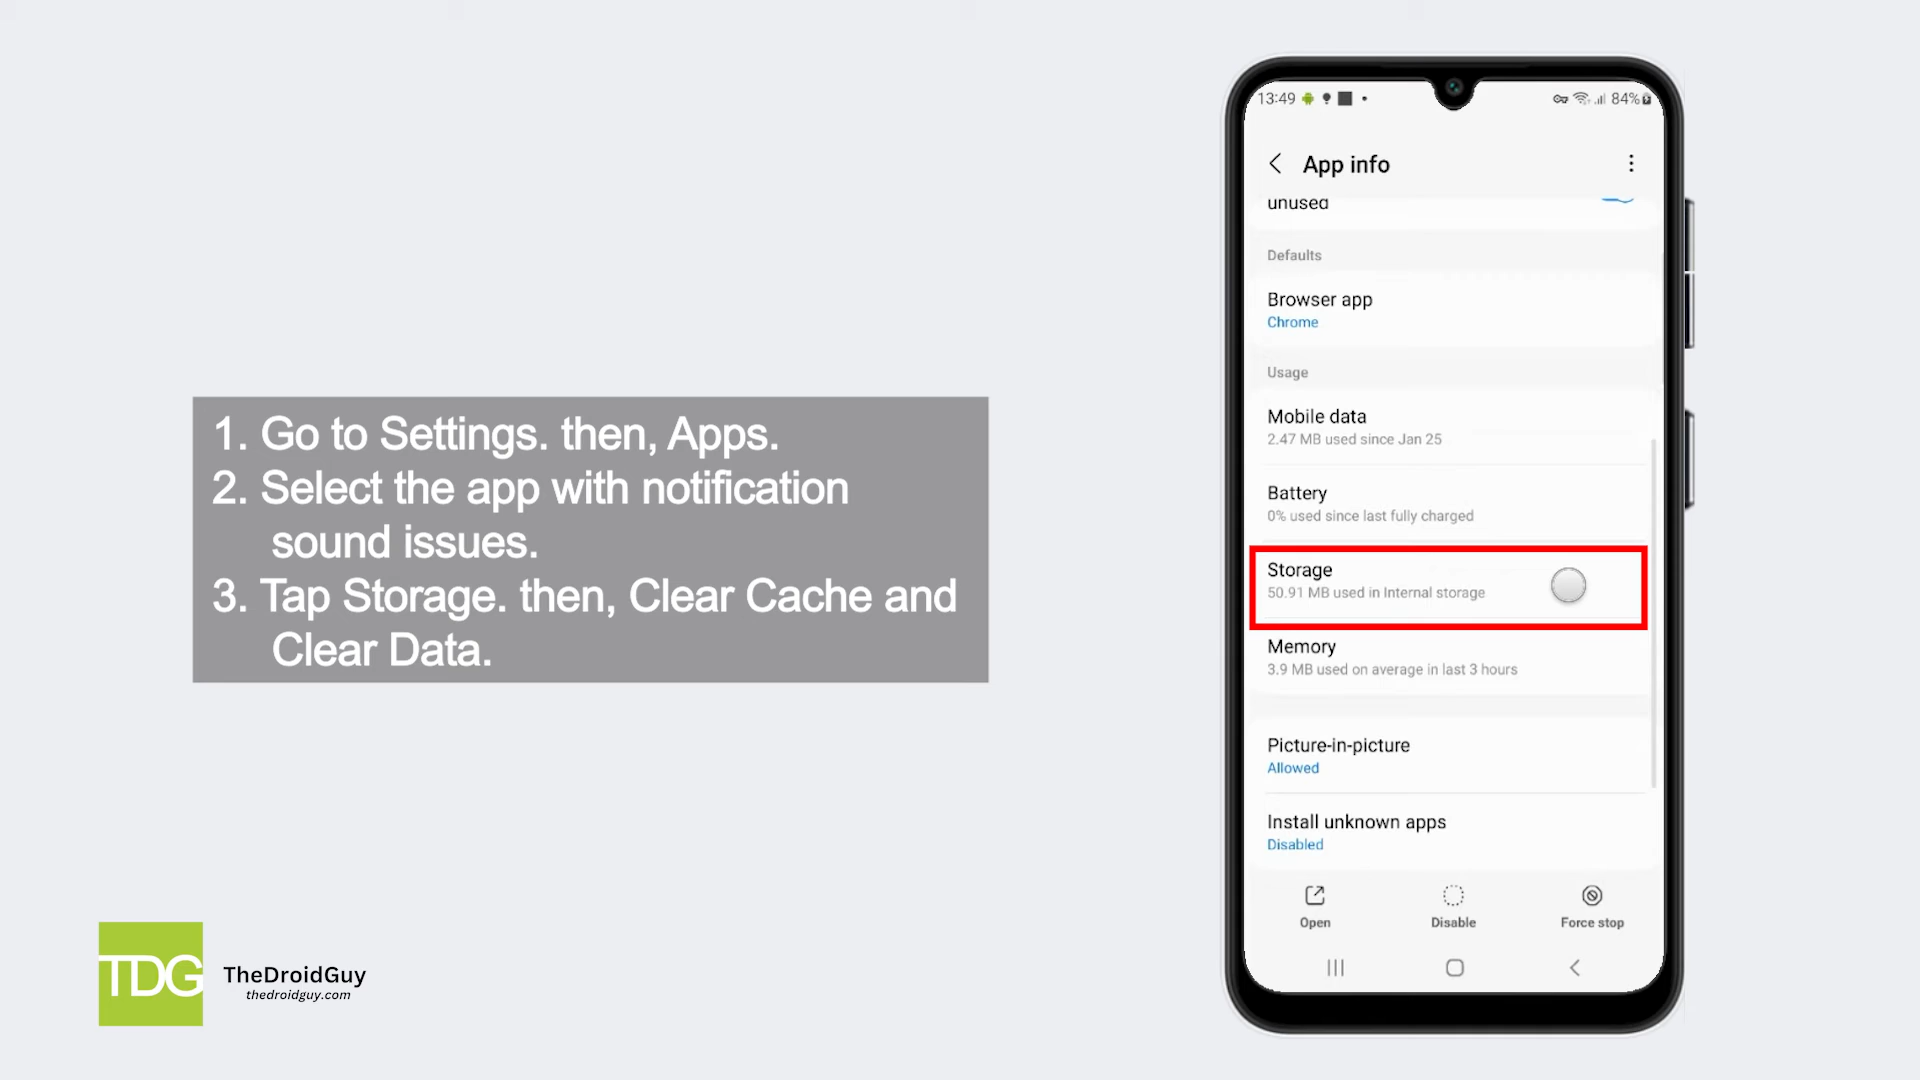 1. Go to Settings. then, Apps.
2. Select the app with notification
sound issues.
3. Tap Storage. then, Clear Cache and
Clear Data.
TDG
TheDroidGuy
thedroidguy.com
13:49
84%
App info
unused
Defaults
Browser app
Chrome
Usage
Mobile data
2.47 MB used since Jan 25
Battery
0% used since last fully charged
Storage
50.91 MB used in Internal storage
Memory
3.9 MB used on average in last 3 hours
Picture-in-picture
Allowed
Install unknown apps
Disabled
Open
Disable
Force stop